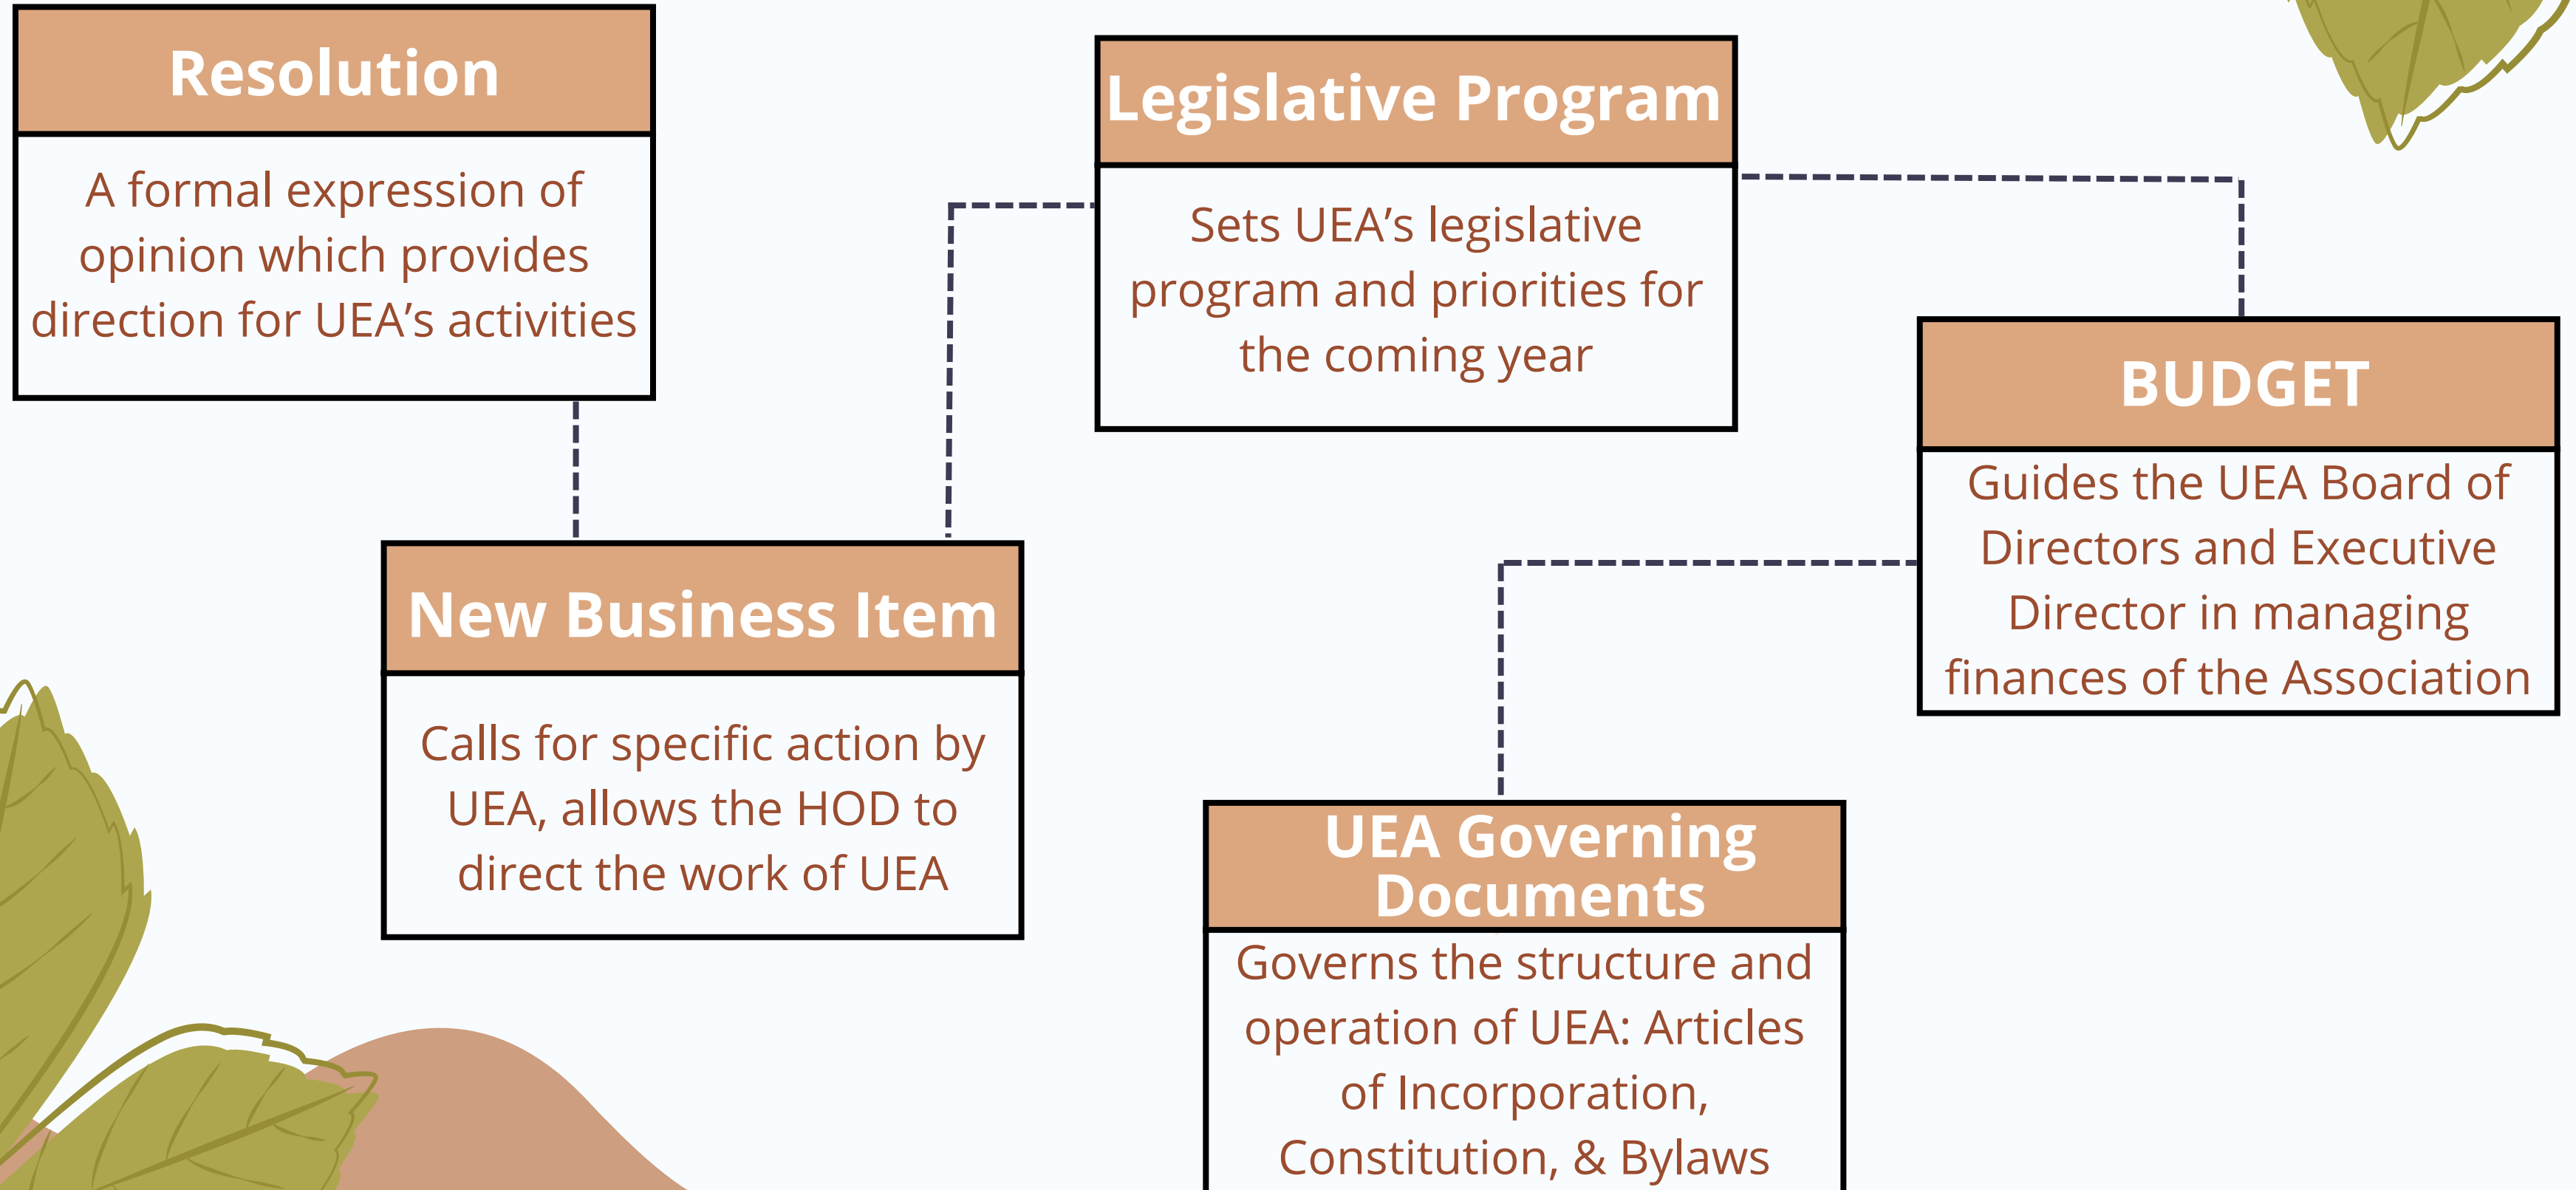 Resolution
A formal expression of
opinion which provides
direction for UEA’s activities
New Business Item
Calls for specific action by
UEA, allows the HOD to
direct the work of UEA
Legislative Program
Sets UEA’s legislative
program and priorities for
the coming year
BUDGET
Guides the UEA Board of
Directors and Executive
Director in managing
finances of the Association
UEA Governing
Documents
Governs the structure and
operation of UEA: Articles
of Incorporation,
Constitution, & Bylaws